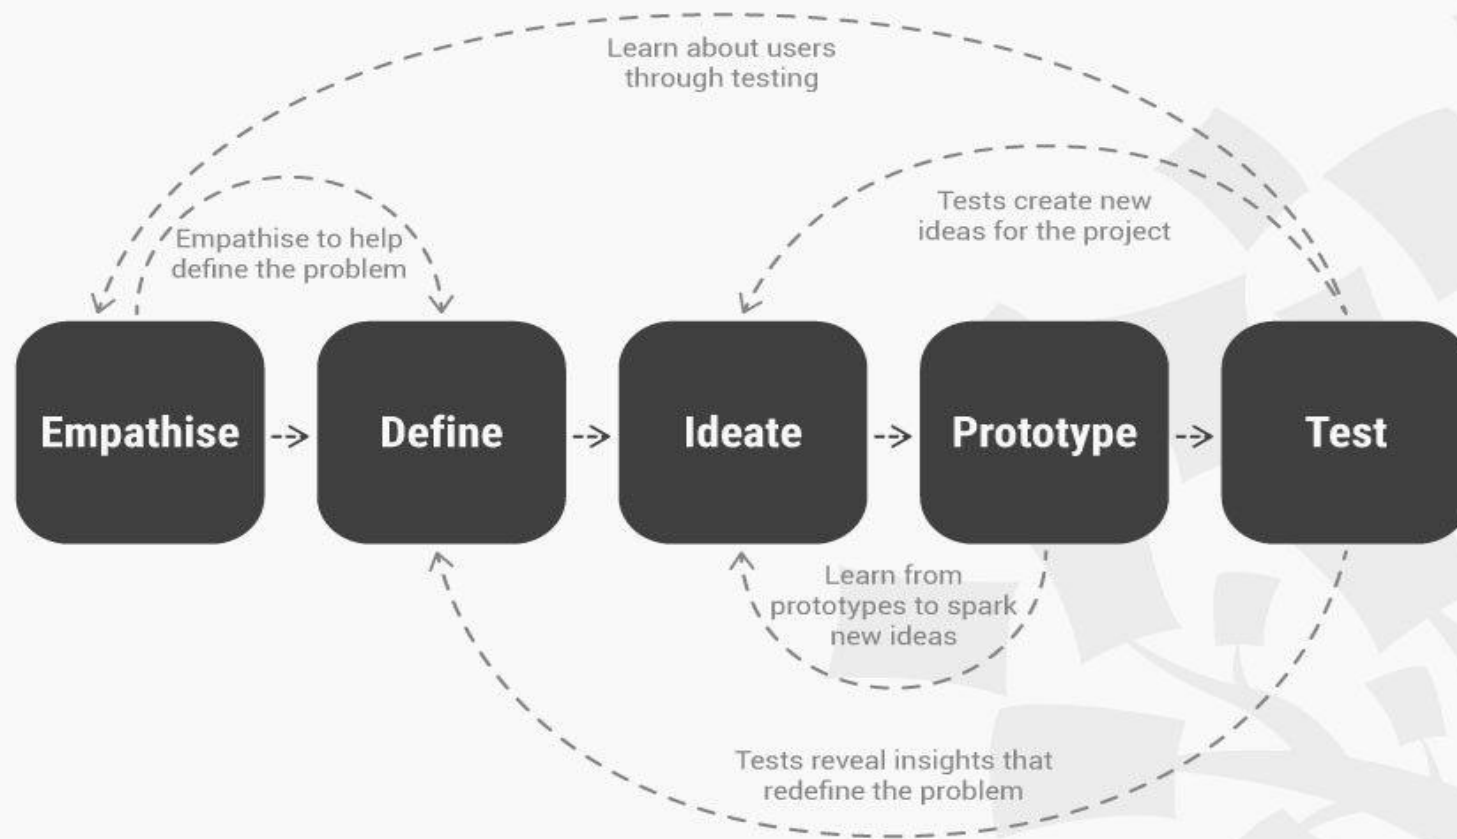 Learn about users
through testing
Tests create new
ideas for the project
Empathise to help
define the problem
Empathise
Define
Ideate
Prototype
Test
Learn from
prototypes to spark
new ideas
Tests reveal insights that
redefine the problem